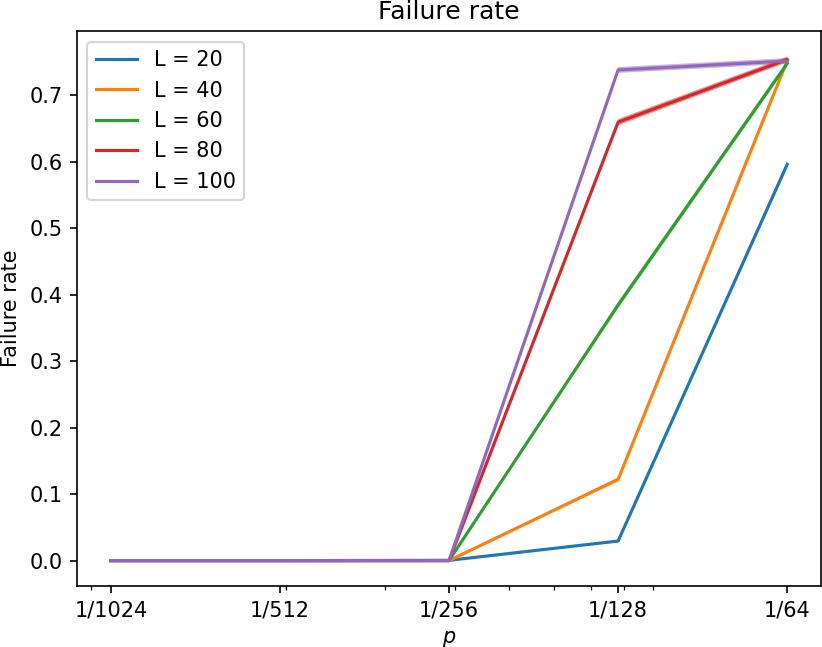 Failure rate
L = 20
L = 40
L = 60
L = 80
L = 100
Failure rate
0.7
0.6
0.5
0.4
0.3
0.2
0.1
0.0
1/1024 1/512 1/256 1/128 1/64
p